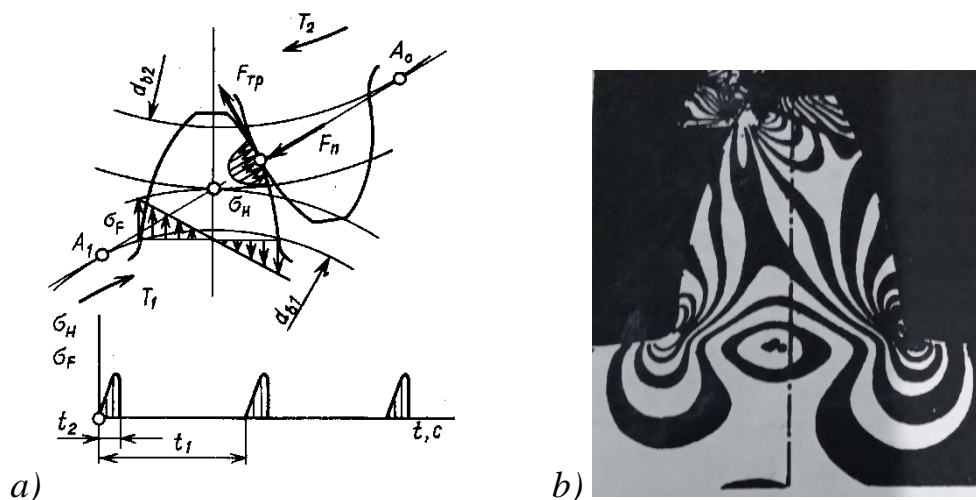 T₂
A₀
d_b2
F_тр
F_n
σ_H
σ_F
A₁
T₁
d_b1
σ_H
σ_F
t₂
t₁
t, c
a)
b)